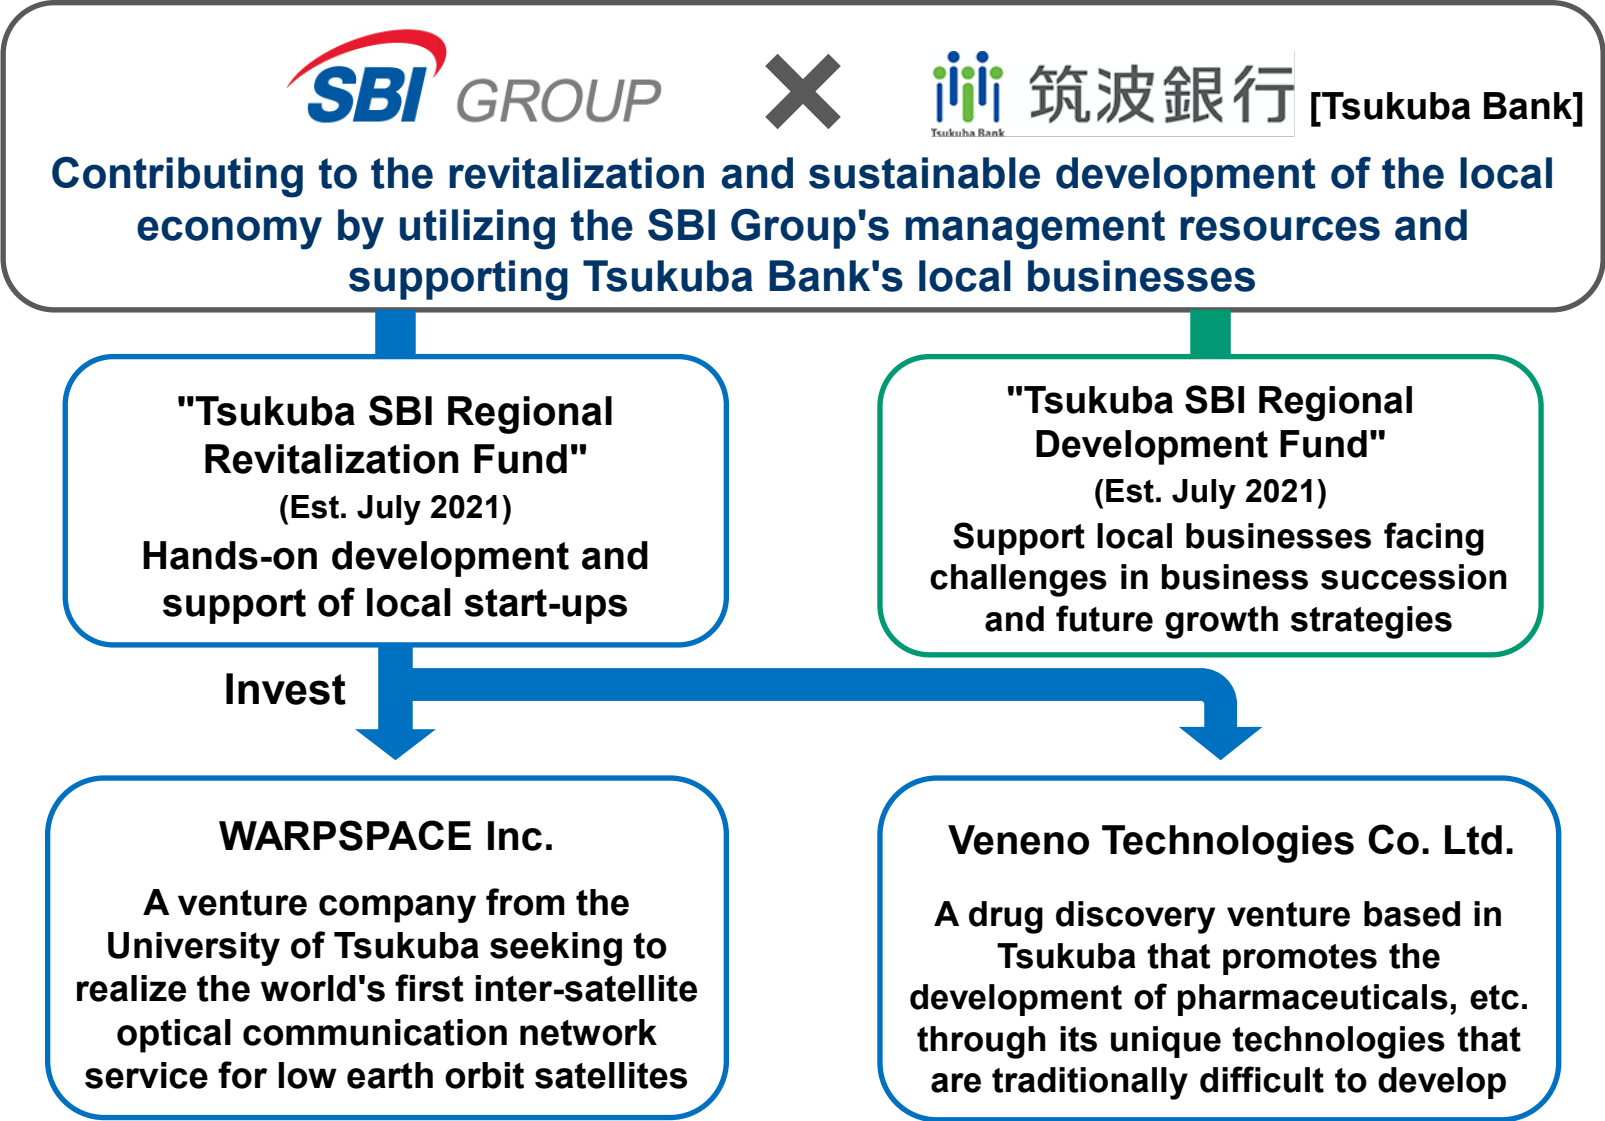 SBI GROUP
筑波銀行
Tsukuba Bank
[Tsukuba Bank]
Contributing to the revitalization and sustainable development of the local
economy by utilizing the SBI Group's management resources and
supporting Tsukuba Bank's local businesses
"Tsukuba SBI Regional
Revitalization Fund"
(Est. July 2021)
Hands-on development and
support of local start-ups
"Tsukuba SBI Regional
Development Fund"
(Est. July 2021)
Support local businesses facing
challenges in business succession
and future growth strategies
Invest
WARPSPACE Inc.
A venture company from the
University of Tsukuba seeking to
realize the world's first inter-satellite
optical communication network
service for low earth orbit satellites
Veneno Technologies Co. Ltd.
A drug discovery venture based in
Tsukuba that promotes the
development of pharmaceuticals, etc.
through its unique technologies that
are traditionally difficult to develop